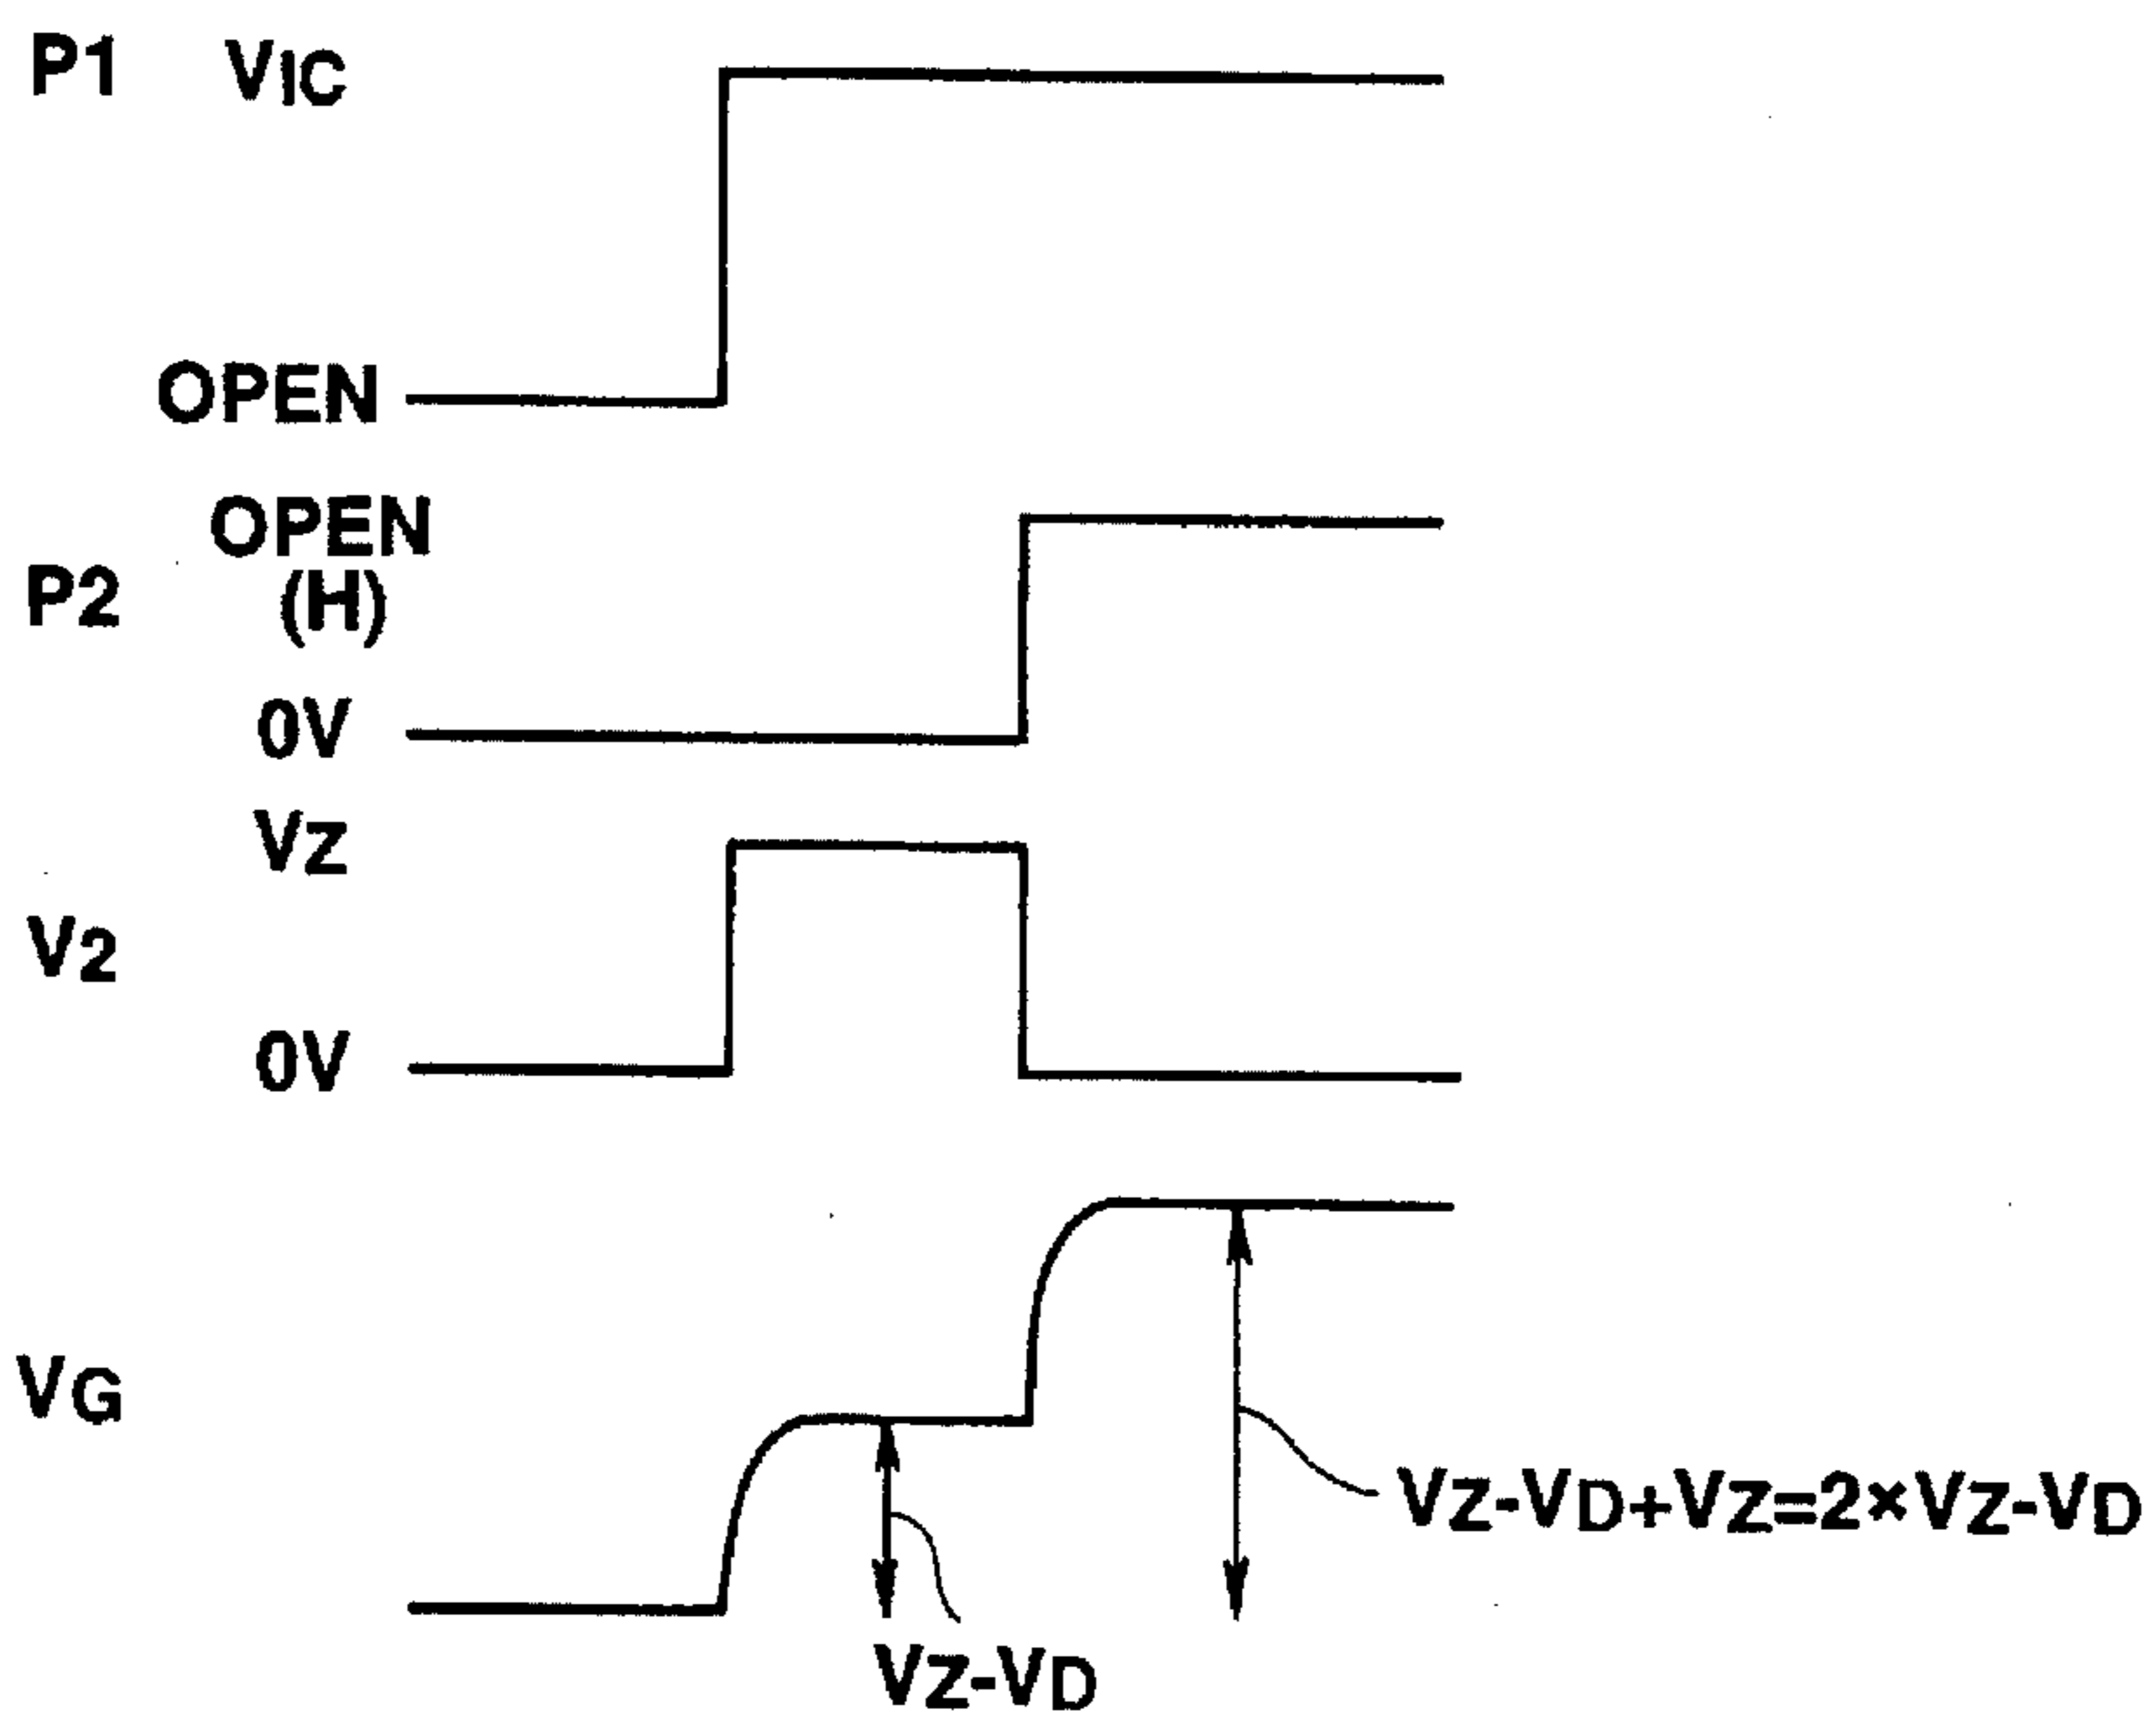 P1 VIC
OPEN
OPEN
P2 (H)
0V
VZ
V2
0V
VG
VZ-VD+VZ=2×VZ-VD
VZ-VD